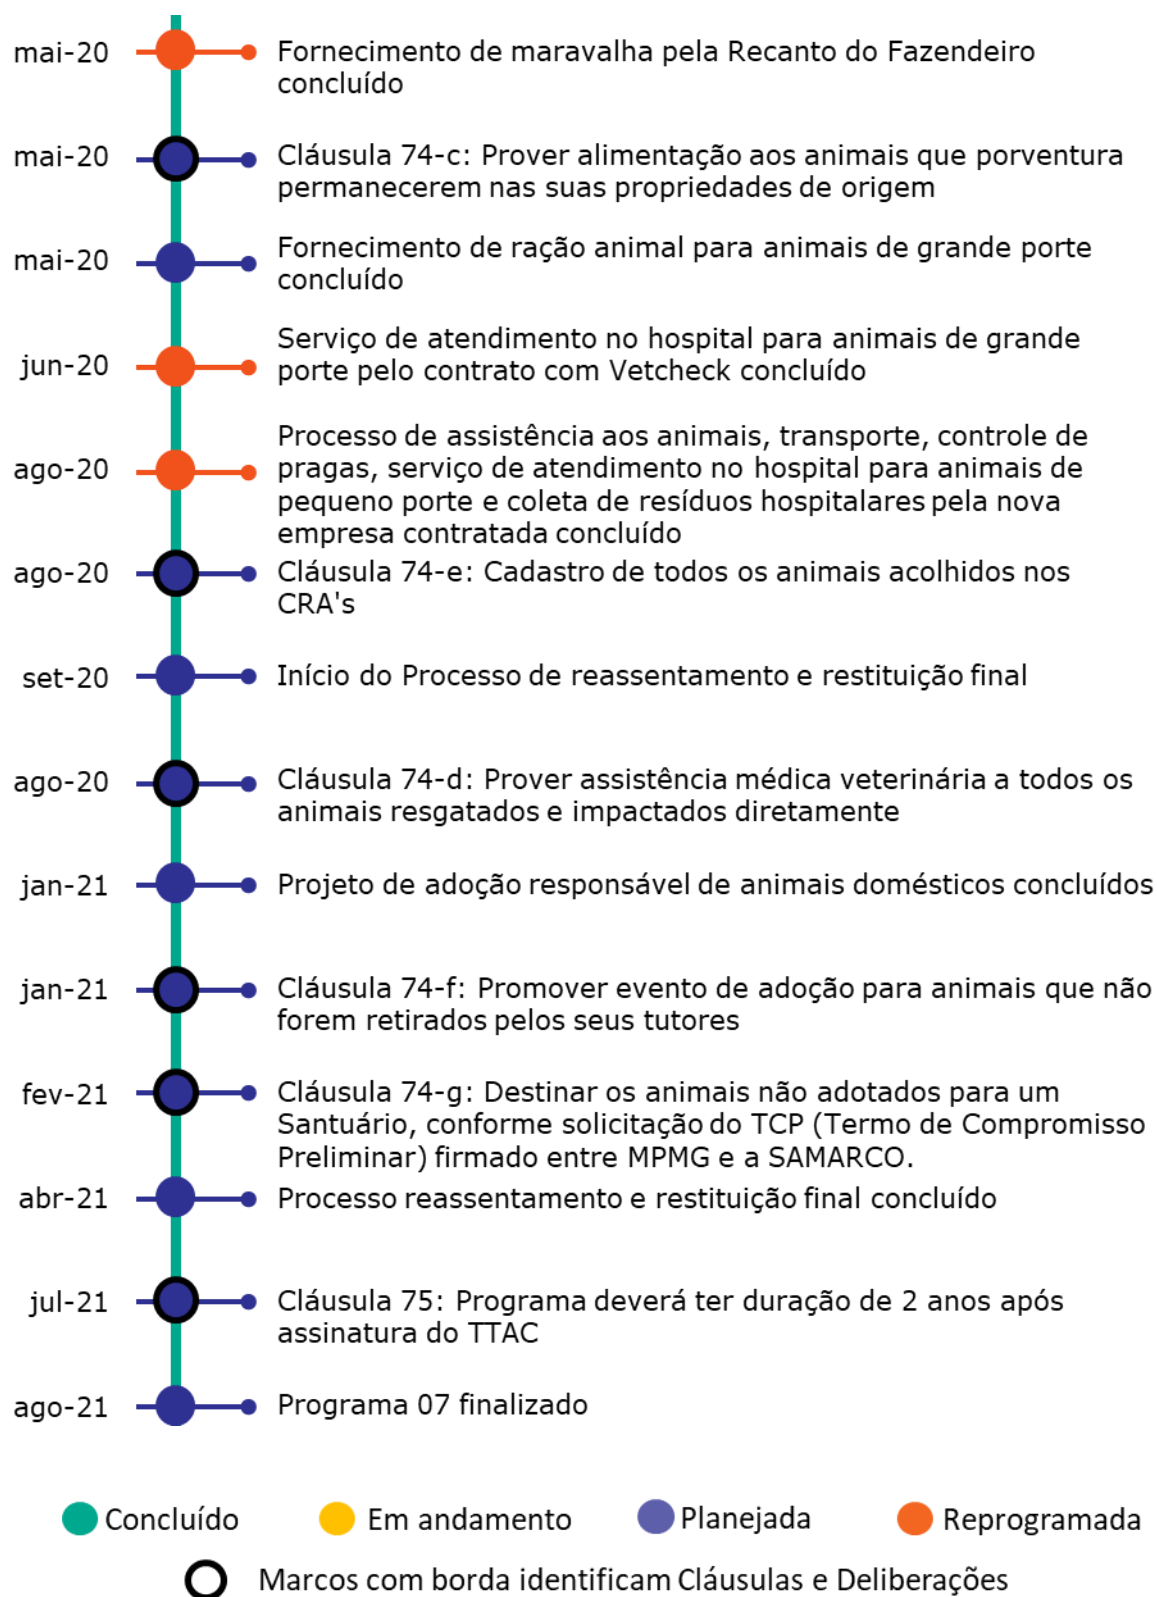 mai-20
Fornecimento de maravalha pela Recanto do Fazendeiro
concluído
mai-20
Cláusula 74-c: Prover alimentação aos animais que porventura
permanecerem nas suas propriedades de origem
mai-20
Fornecimento de ração animal para animais de grande porte
concluído
jun-20
Serviço de atendimento no hospital para animais de grande
porte pelo contrato com Vetcheck concluído
ago-20
Processo de assistência aos animais, transporte, controle de
pragas, serviço de atendimento no hospital para animais de
pequeno porte e coleta de resíduos hospitalares pela nova
empresa contratada concluído
ago-20
Cláusula 74-e: Cadastro de todos os animais acolhidos nos
CRA's
set-20
Início do Processo de reassentamento e restituição final
ago-20
Cláusula 74-d: Prover assistência médica veterinária a todos os
animais resgatados e impactados diretamente
jan-21
Projeto de adoção responsável de animais domésticos concluídos
jan-21
Cláusula 74-f: Promover evento de adoção para animais que não
forem retirados pelos seus tutores
fev-21
Cláusula 74-g: Destinar os animais não adotados para um
Santuário, conforme solicitação do TCP (Termo de Compromisso
Preliminar) firmado entre MPMG e a SAMARCO.
abr-21
Processo reassentamento e restituição final concluído
jul-21
Cláusula 75: Programa deverá ter duração de 2 anos após
assinatura do TTAC
ago-21
Programa 07 finalizado
Concluído
Em andamento
Planejada
Reprogramada
Marcos com borda identificam Cláusulas e Deliberações